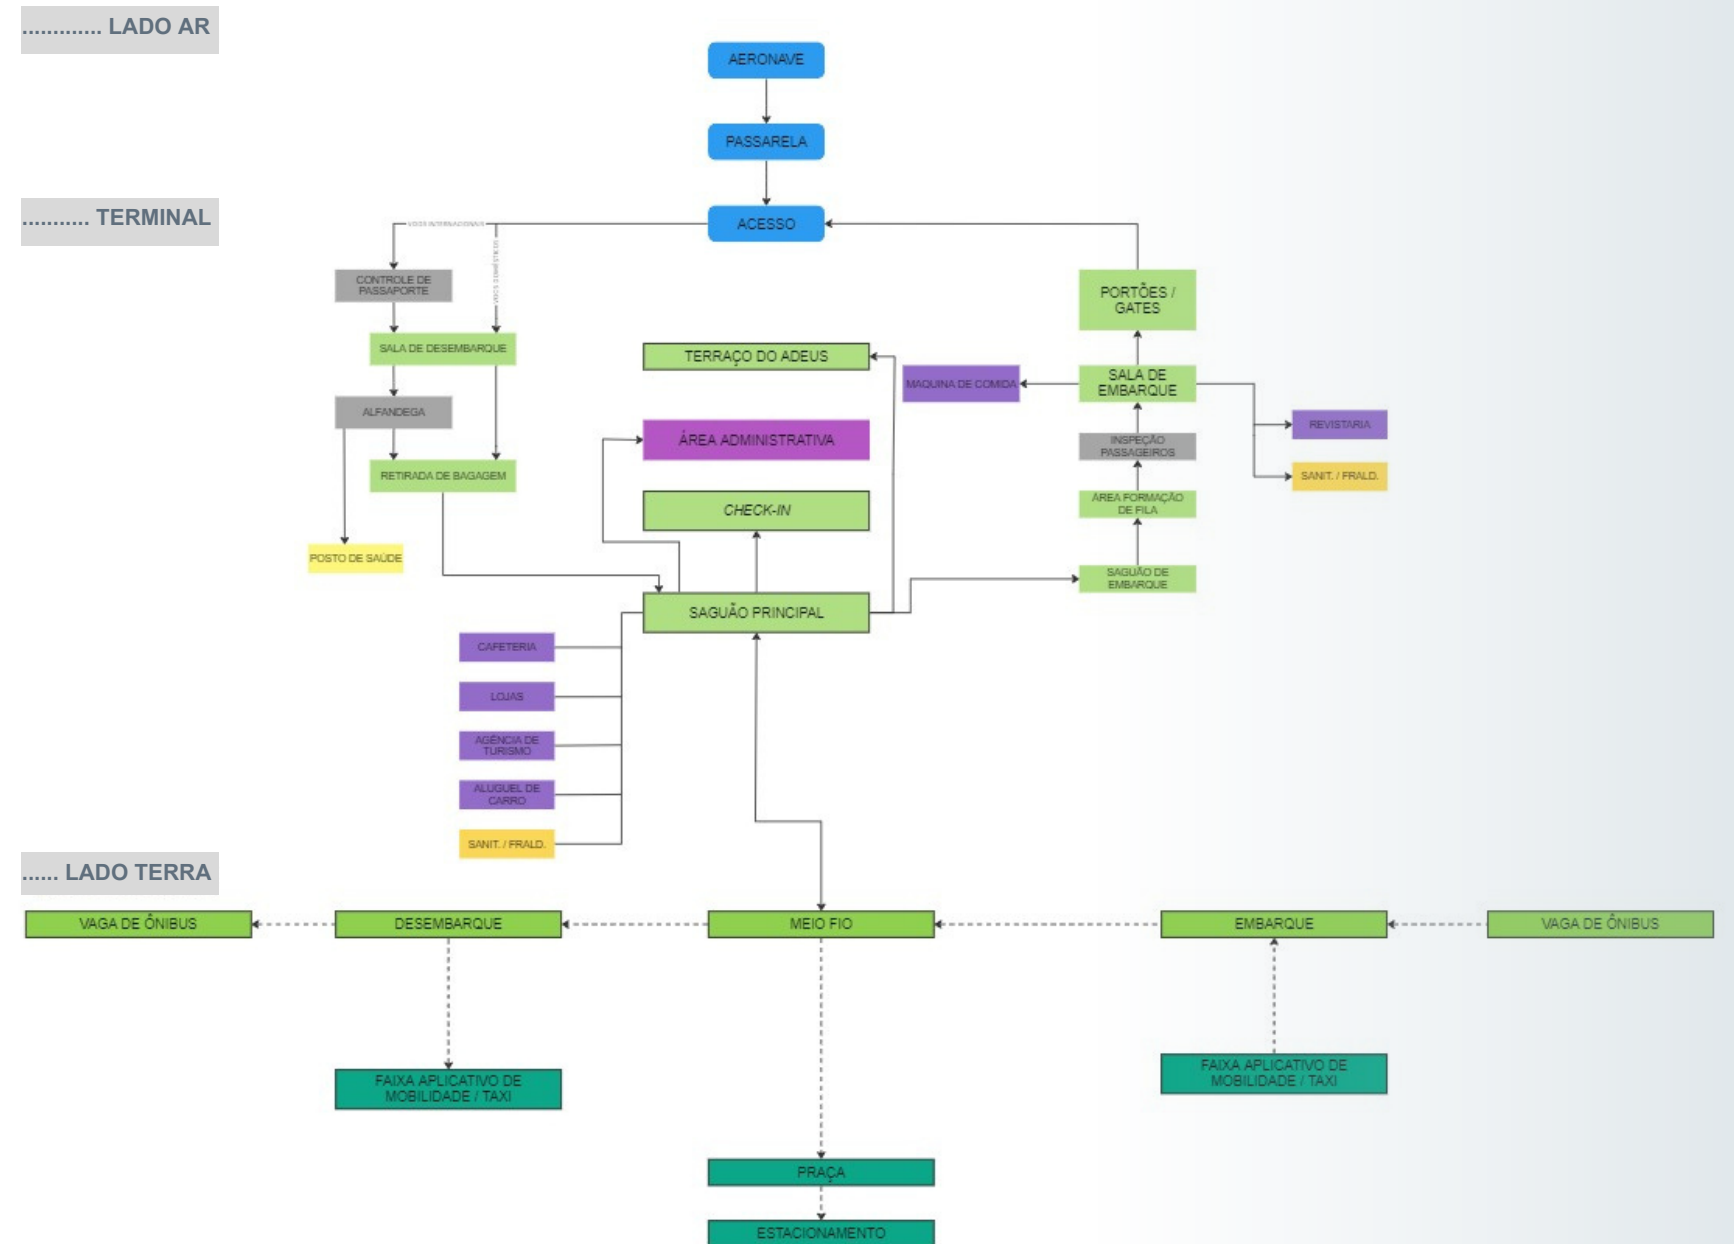 ............. LADO AR
AERONAVE
PASSARELA
........... TERMINAL
ACESSO
VOOS INTERNACIONAIS
VOOS DOMÉSTICOS
CONTROLE DE
PASSAPORTE
SALA DE DESEMBARQUE
ALFANDEGA
RETIRADA DE BAGAGEM
POSTO DE SAÚDE
TERRAÇO DO ADEUS
ÁREA ADMINISTRATIVA
CHECK-IN
SAGUÃO PRINCIPAL
PORTÕES /
GATES
MAQUINA DE COMIDA
SALA DE
EMBARQUE
REVISTARIA
INSPEÇÃO
PASSAGEIROS
SANIT. / FRALD.
ÁREA FORMAÇÃO
DE FILA
SAGUÃO DE
EMBARQUE
CAFETERIA
LOJAS
AGÊNCIA DE
TURISMO
ALUGUEL DE
CARRO
SANIT. / FRALD.
...... LADO TERRA
VAGA DE ÔNIBUS
DESEMBARQUE
MEIO FIO
EMBARQUE
VAGA DE ÔNIBUS
FAIXA APLICATIVO DE
MOBILIDADE / TAXI
FAIXA APLICATIVO DE
MOBILIDADE / TAXI
PRAÇA
ESTACIONAMENTO